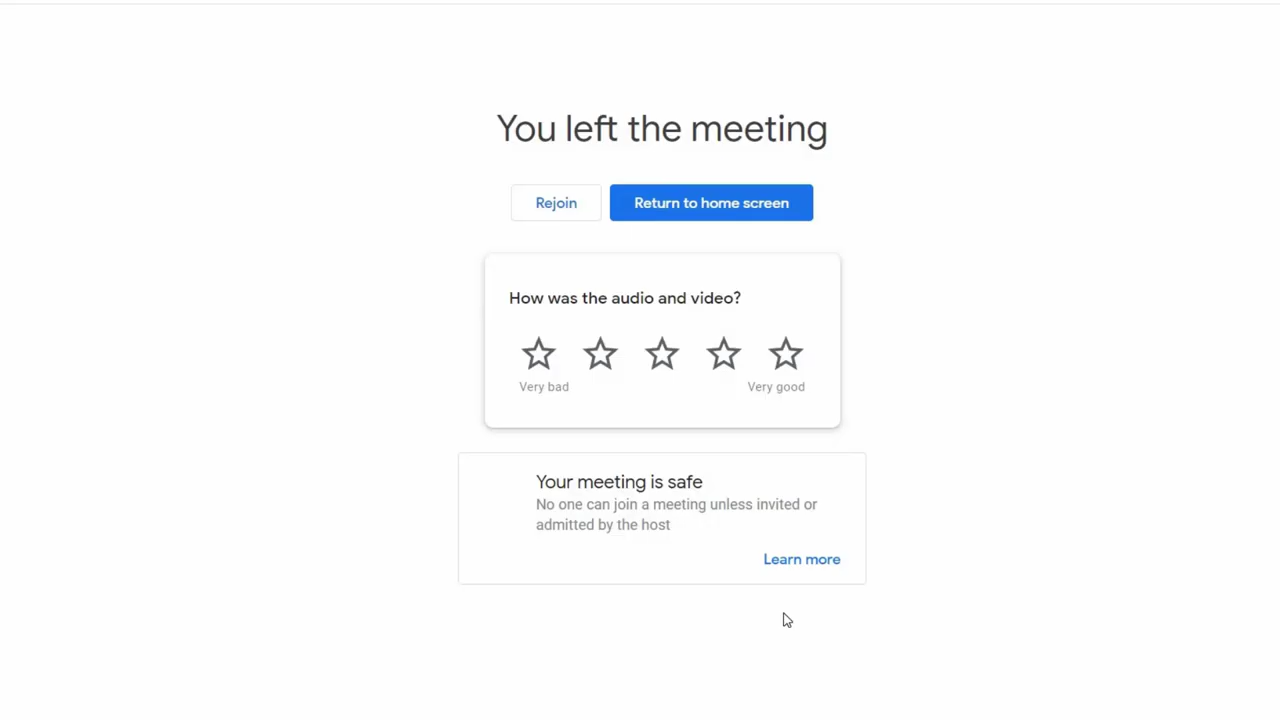 You left the meeting
Rejoin
Return to home screen
How was the audio and video?
Very bad
Very good
Your meeting is safe
No one can join a meeting unless invited or
admitted by the host
Learn more